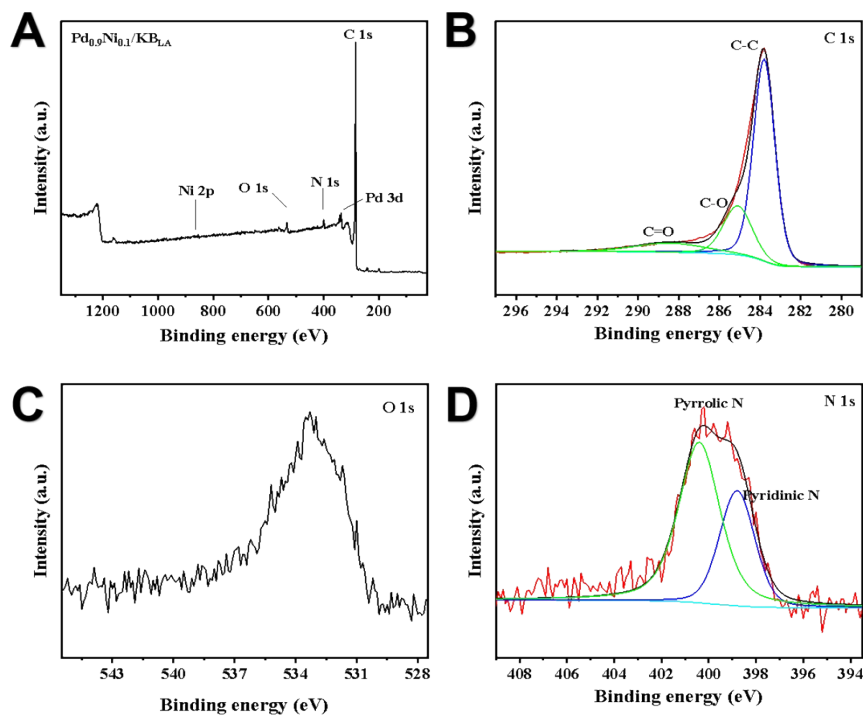 A
Pd0.9Ni0.1/KBLA
C 1s
Ni 2p
O 1s
N 1s
Pd 3d
Intensity (a.u.)
1200 1000 800 600 400 200
Binding energy (eV)
B
C-C
C 1s
C-O
C=O
Intensity (a.u.)
296 294 292 290 288 286 284 282 280
Binding energy (eV)
C
O 1s
Intensity (a.u.)
543 540 537 534 531 528
Binding energy (eV)
D
Pyrrolic N
N 1s
Pyridinic N
Intensity (a.u.)
408 406 404 402 400 398 396 394
Binding energy (eV)